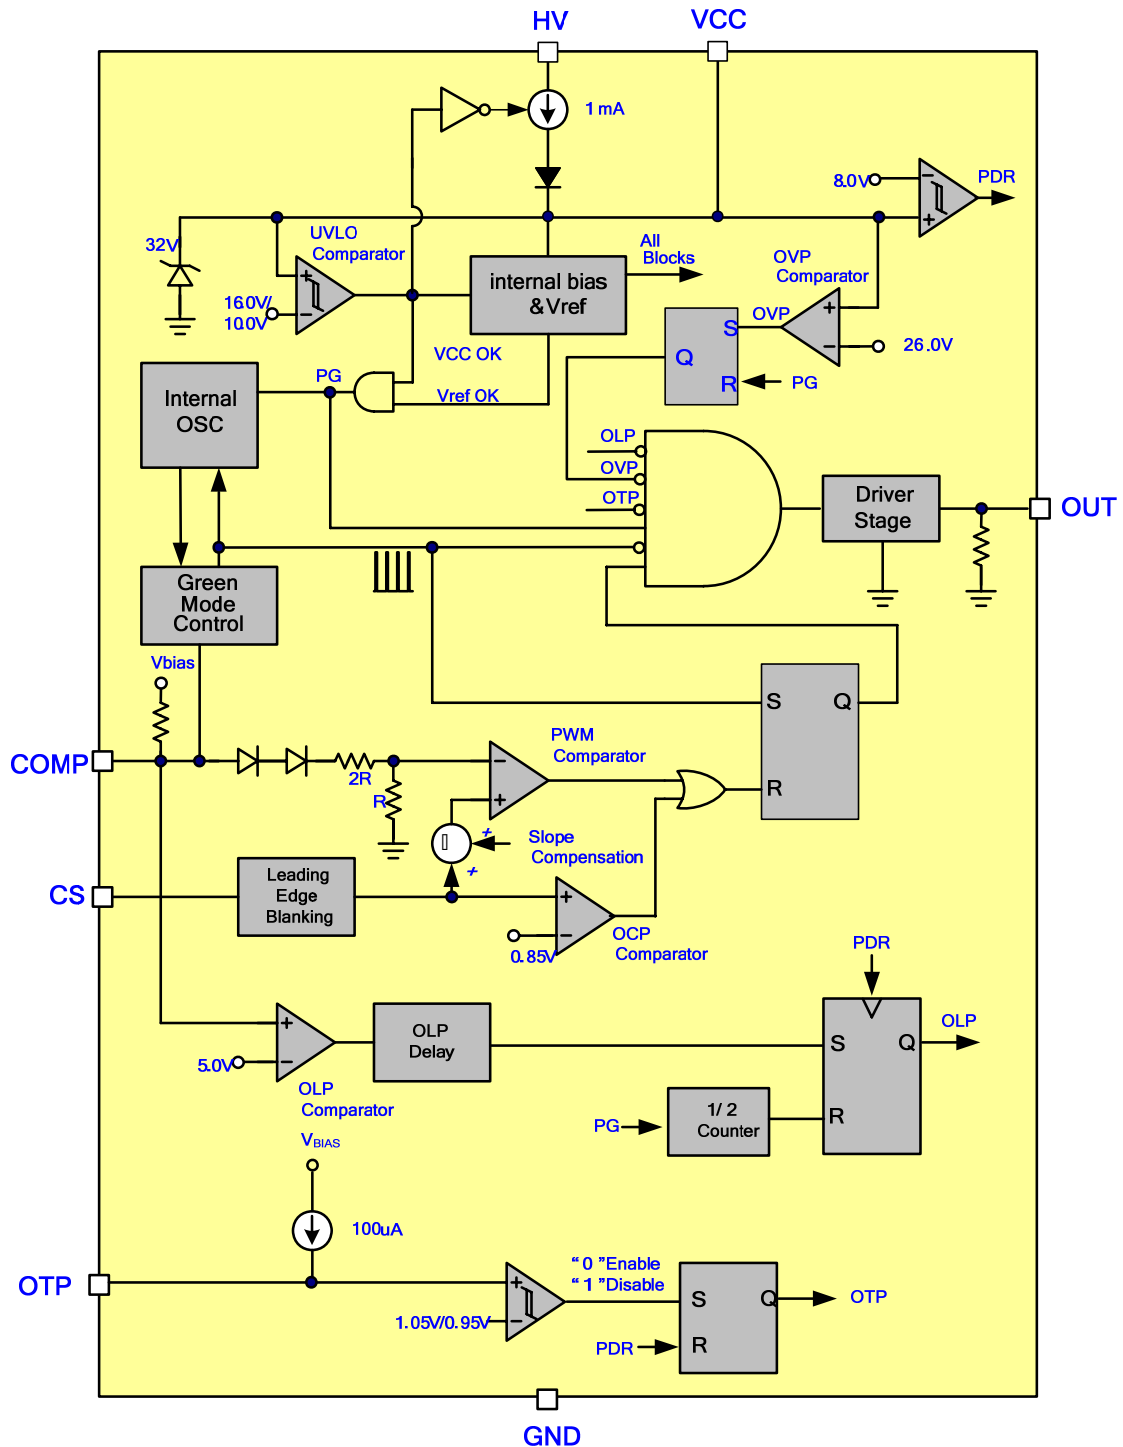 HV
VCC
1mA
8.0V
PDR
+
32V
UVLO
Comparator
+
16.0V/
10.0V
internal bias
&Vref
All
Blocks
OVP
Comparator
OVP
+
26.0V
S
Q
R
PG
VCC OK
Vref OK
PG
Internal
OSC
OLP
OVP
OTP
Driver
Stage
OUT
Green
Mode
Control
Vbias
COMP
2R
R
PWM
Comparator
+
S
Q
R
+
+
Slope
Compensation
CS
Leading
Edge
Blanking
+
0.85V
OCP
Comparator
PDR
5.0V
+
OLP
Comparator
OLP
Delay
S
Q
R
OLP
PG
1/ 2
Counter
VBIAS
100uA
OTP
+
1.05V/0.95V
“ 0 ”Enable
“ 1 ”Disable
S
Q
R
OTP
PDR
GND